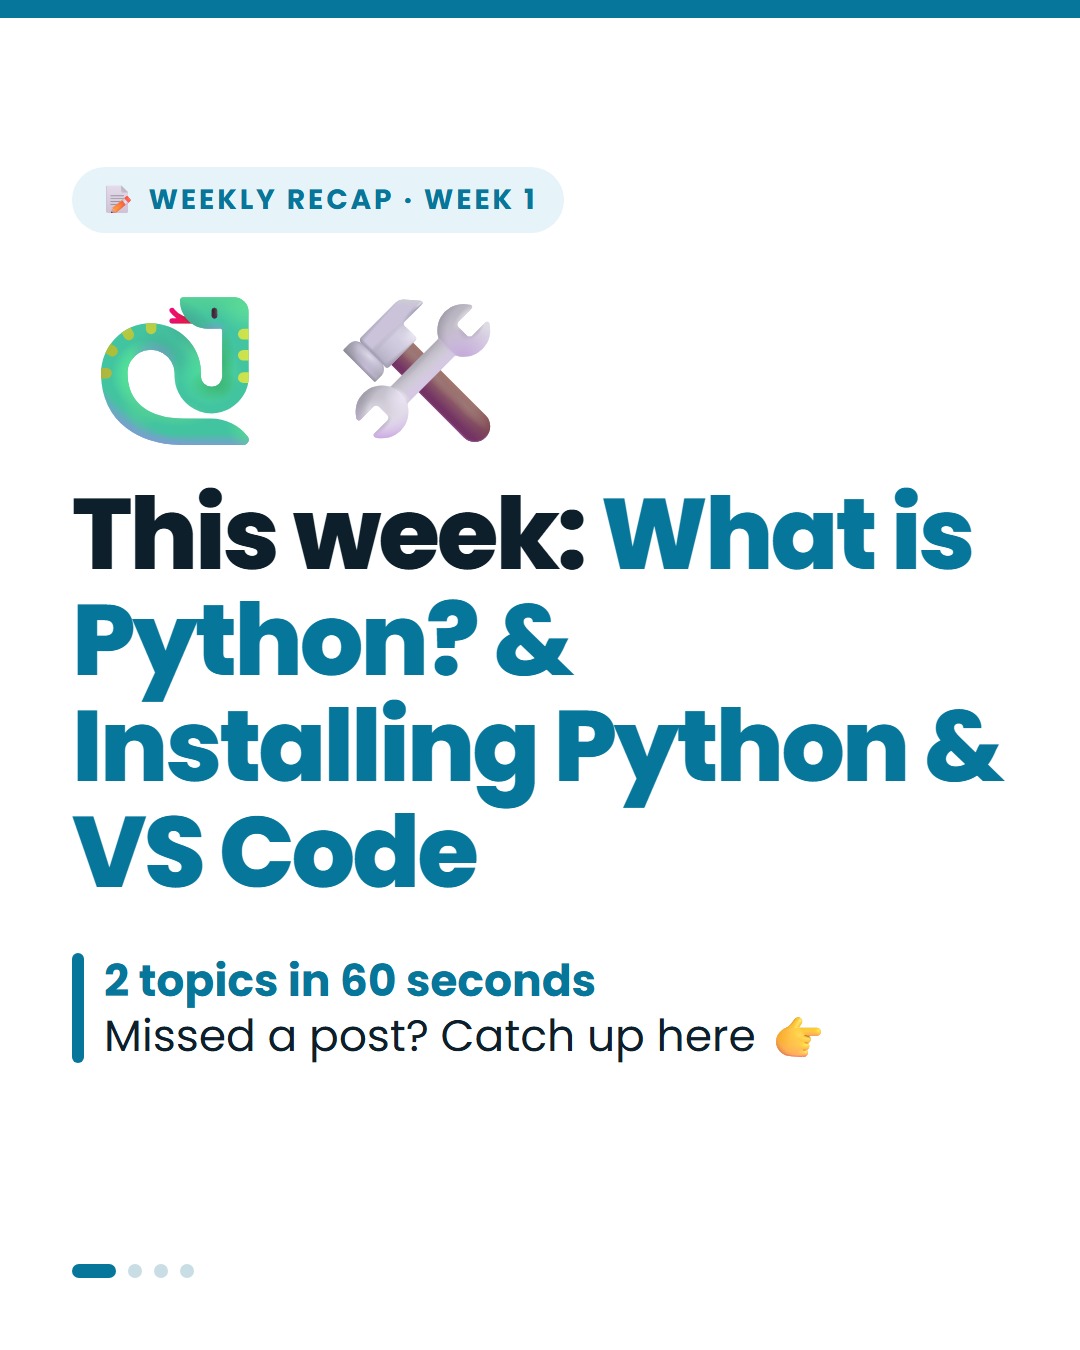 WEEKLY RECAP · WEEK 1
This week: What is
Python? &
Installing Python &
VS Code
2 topics in 60 seconds
Missed a post? Catch up here 👉